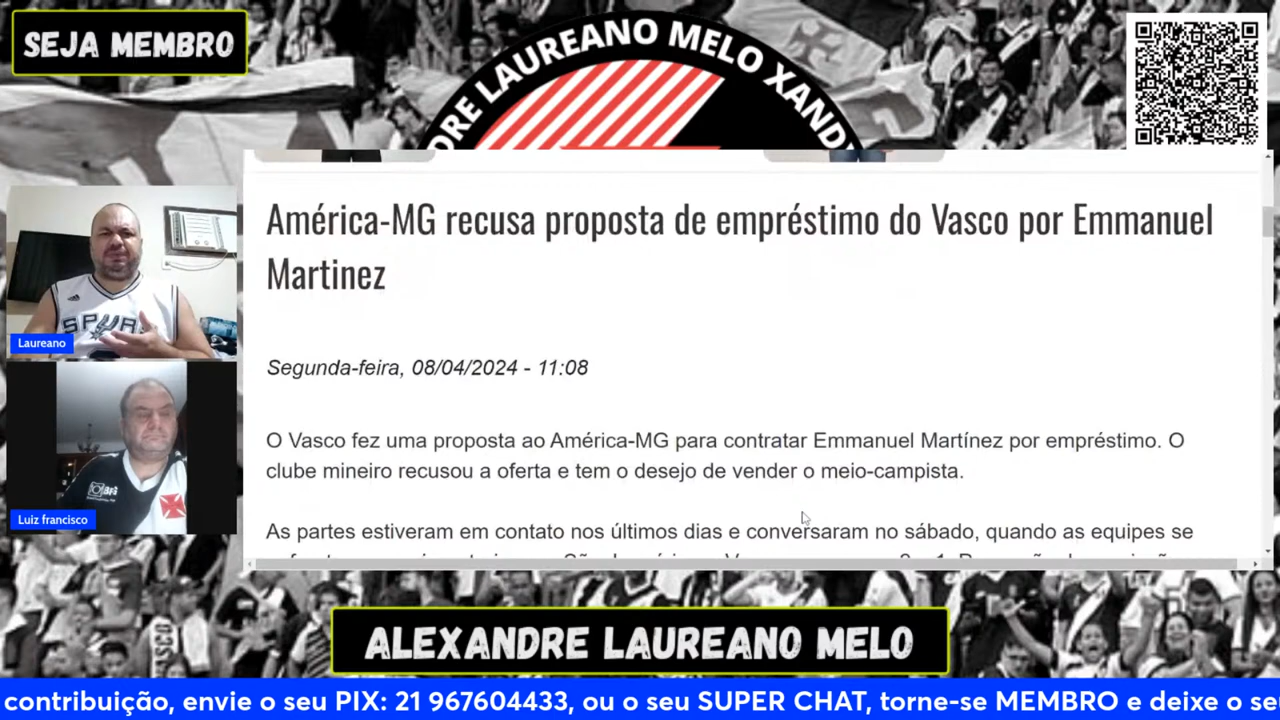 SEJA MEMBRO
DRE LAUREANO MELO XAND
América-MG recusa proposta de empréstimo do Vasco por Emmanuel
Martinez
Segunda-feira, 08/04/2024 - 11:08
O Vasco fez uma proposta ao América-MG para contratar Emmanuel Martínez por empréstimo. O
clube mineiro recusou a oferta e tem o desejo de vender o meio-campista.
As partes estiveram em contato nos últimos dias e conversaram no sábado, quando as equipes se
SPURS
Laureano
BFG
Luiz francisco
VASCO
ALEXANDRE LAUREANO MELO
contribuição, envie o seu PIX: 21 967604433, ou o seu SUPER CHAT, torne-se MEMBRO e deixe o se